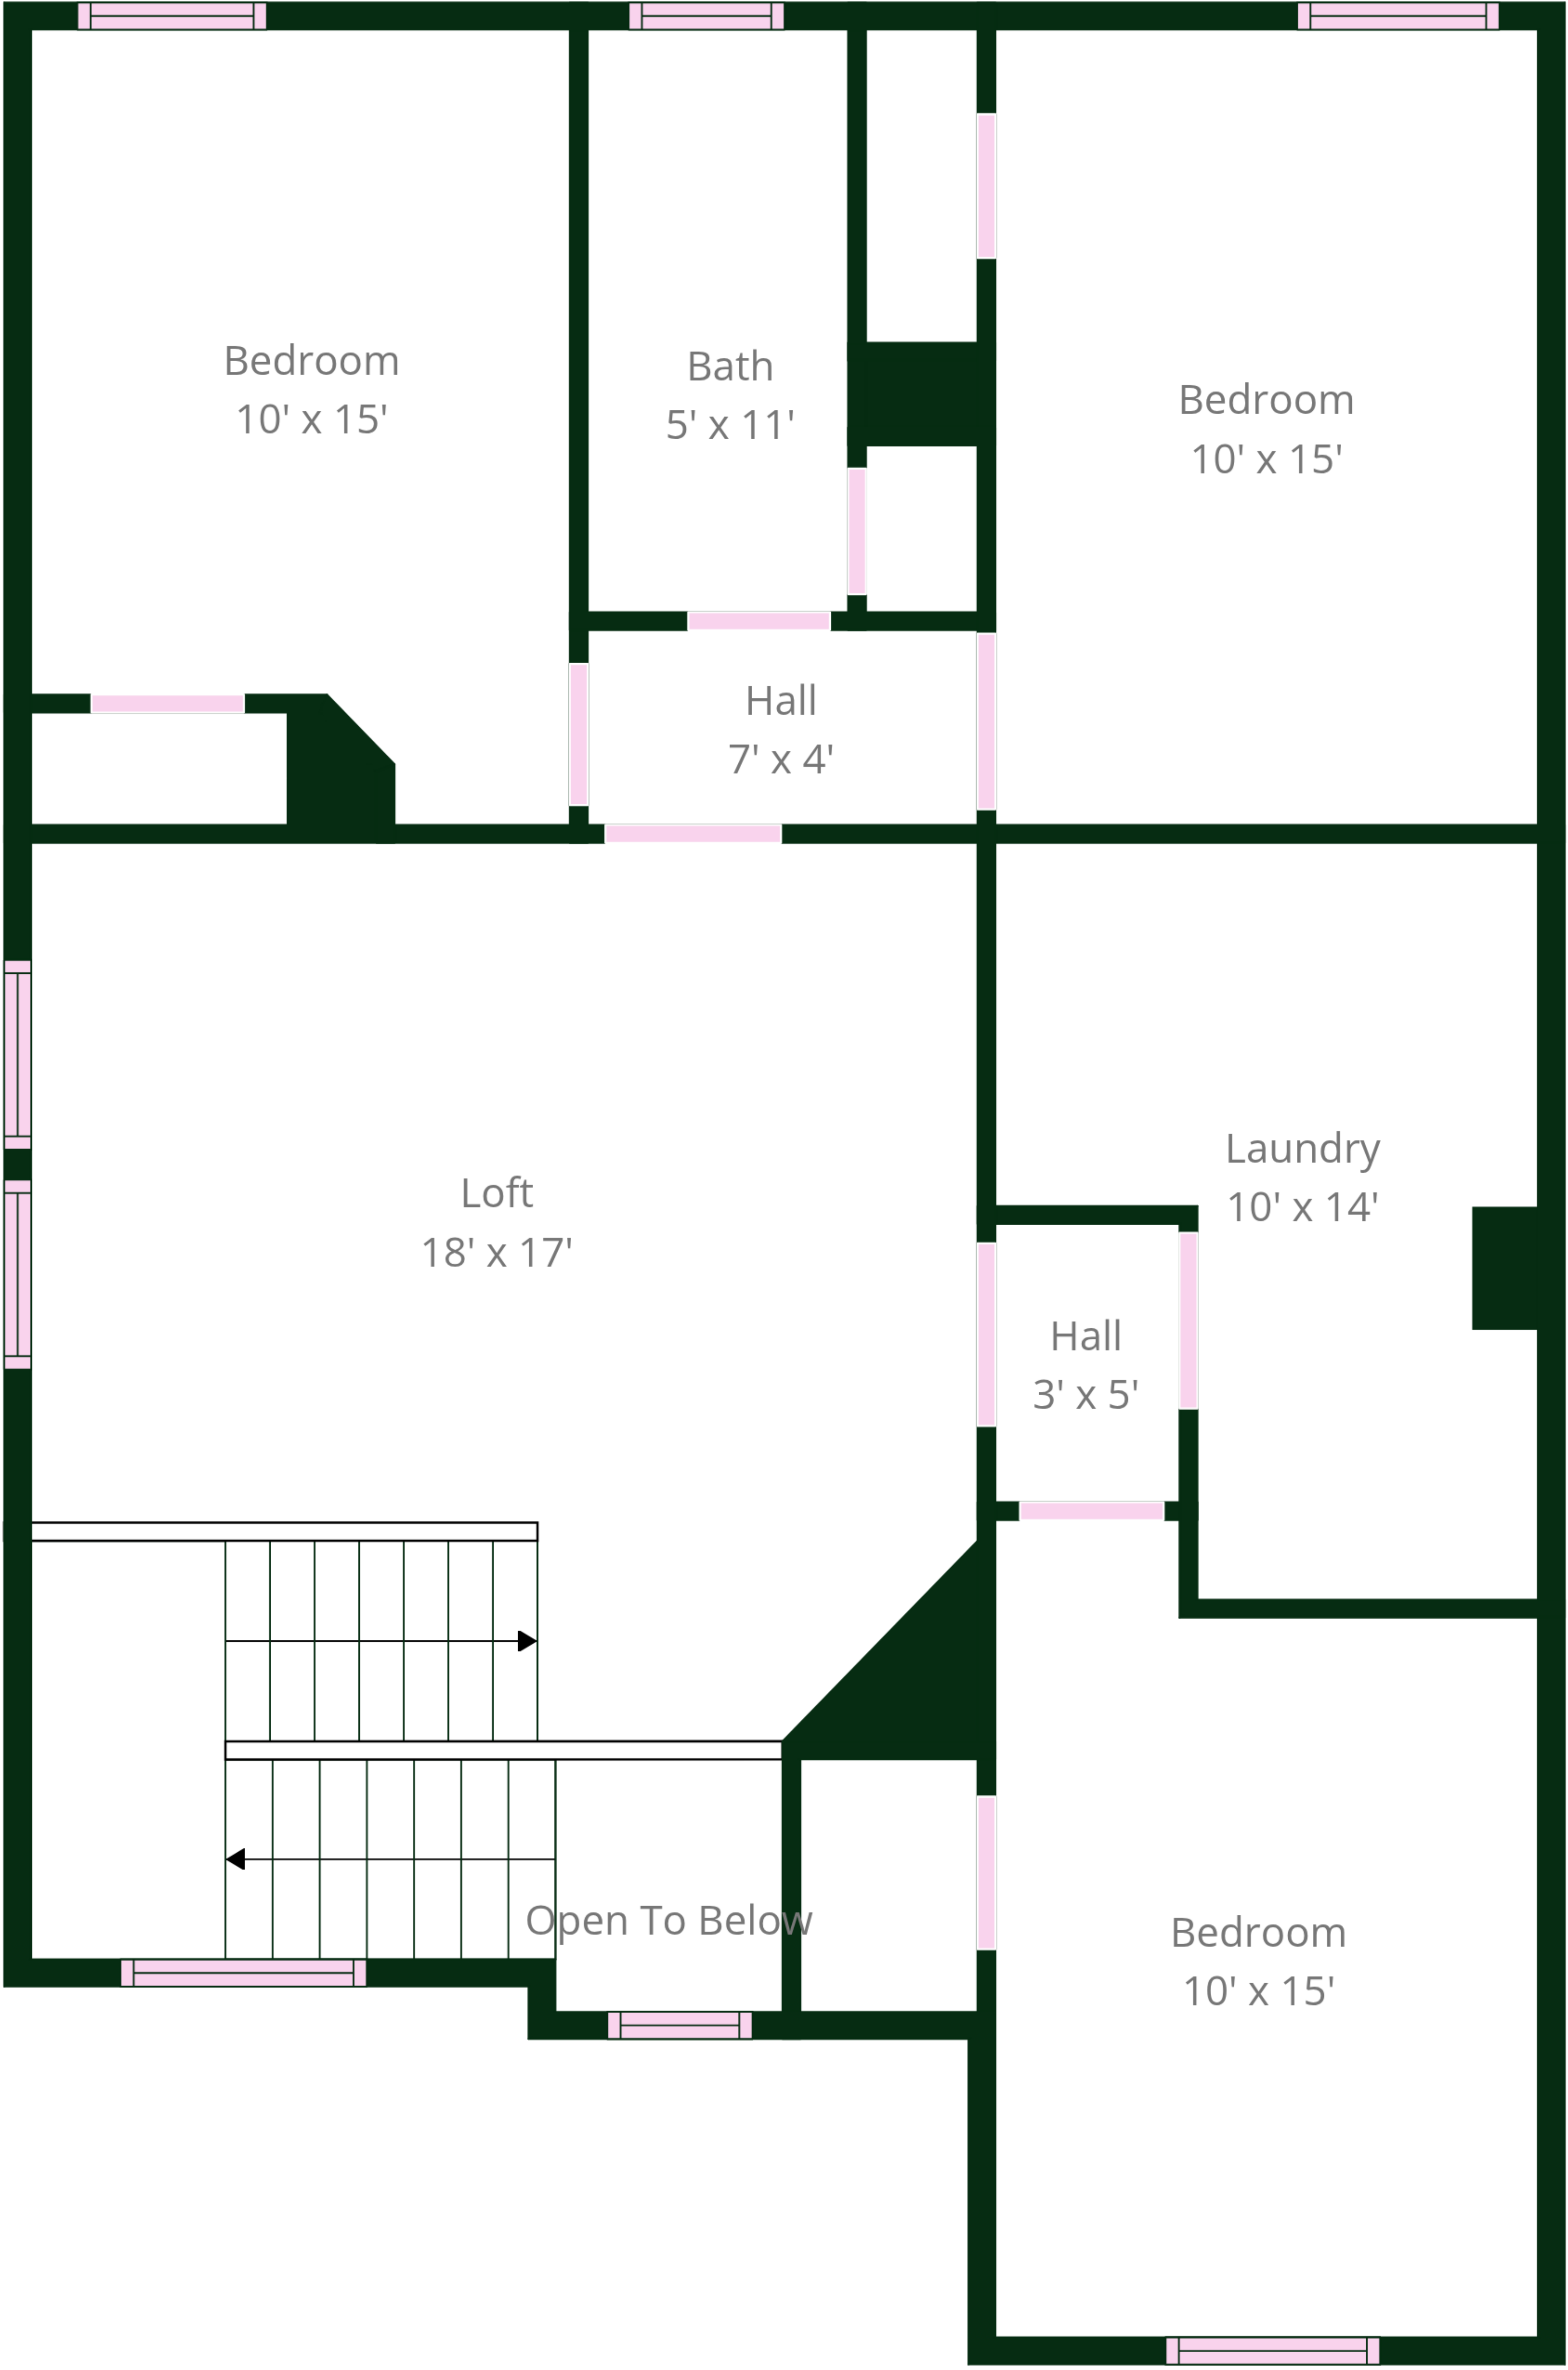 Bedroom
10' x 15'
Bath
5' x 11'
Bedroom
10' x 15'
Hall
7' x 4'
Laundry
10' x 14'
Loft
18' x 17'
Hall
3' x 5'
Open To Below
Bedroom
10' x 15'